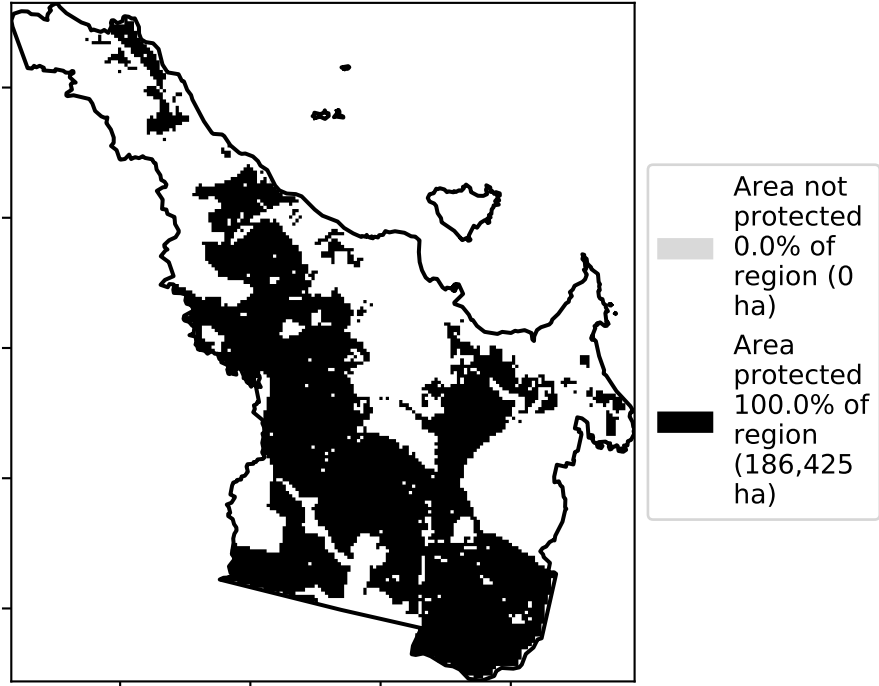 Area not
protected
0.0% of
region (0
ha)
Area
protected
100.0% of
region
(186,425
ha)